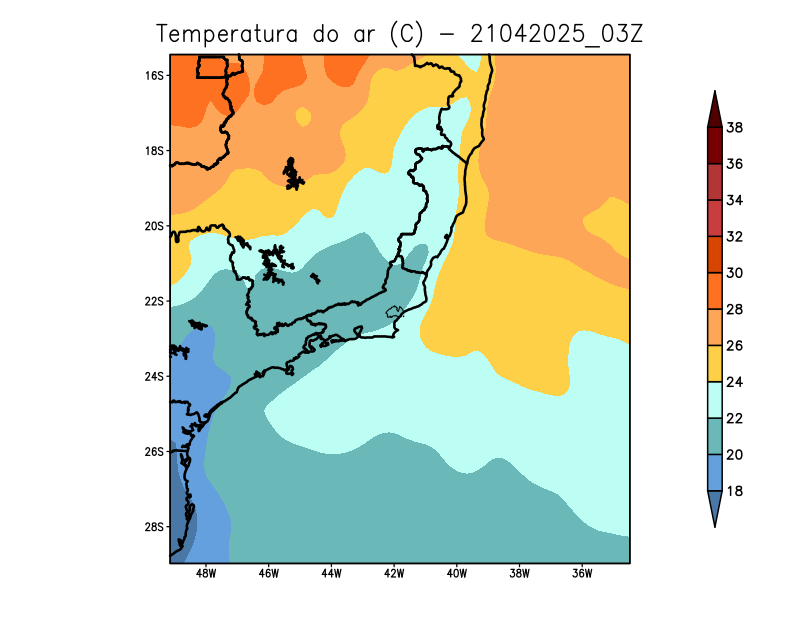 Temperatura do ar (C) – 21042025_03Z
16S
18S
20S
22S
24S
26S
28S
48W 46W 44W 42W 40W 38W 36W
38
36
34
32
30
28
26
24
22
20
18